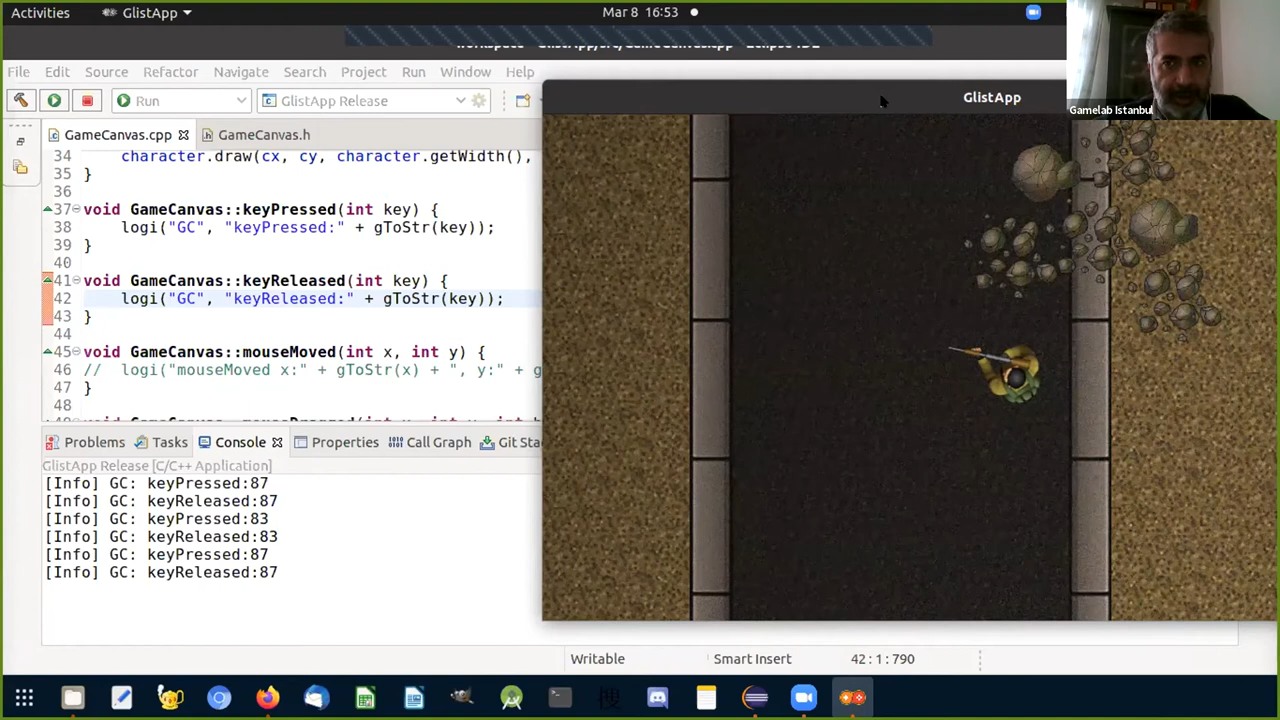 Activities
GlistApp
Mar 8 16:53
File Edit Source Refactor Navigate Search Project Run Window Help
Run
GlistApp Release
GlistApp
Gamelab Istanbul
GameCanvas.cpp
GameCanvas.h
34 character.draw(cx, cy, character.getWidth(),
35 }
36
37 void GameCanvas::keyPressed(int key) {
38 logi("GC", "keyPressed:" + gToStr(key));
39 }
40
41 void GameCanvas::keyReleased(int key) {
42 logi("GC", "keyReleased:" + gToStr(key));
43 }
44
45 void GameCanvas::mouseMoved(int x, int y) {
46 // logi("mouseMoved x:" + gToStr(x) + ", y:" + g
47 }
48
Problems Tasks Console Properties Call Graph Git Sta
GlistApp Release [C/C++ Application]
[Info] GC: keyPressed:87
[Info] GC: keyReleased:87
[Info] GC: keyPressed:83
[Info] GC: keyReleased:83
[Info] GC: keyPressed:87
[Info] GC: keyReleased:87
Writable
Smart Insert
42 : 1 : 790